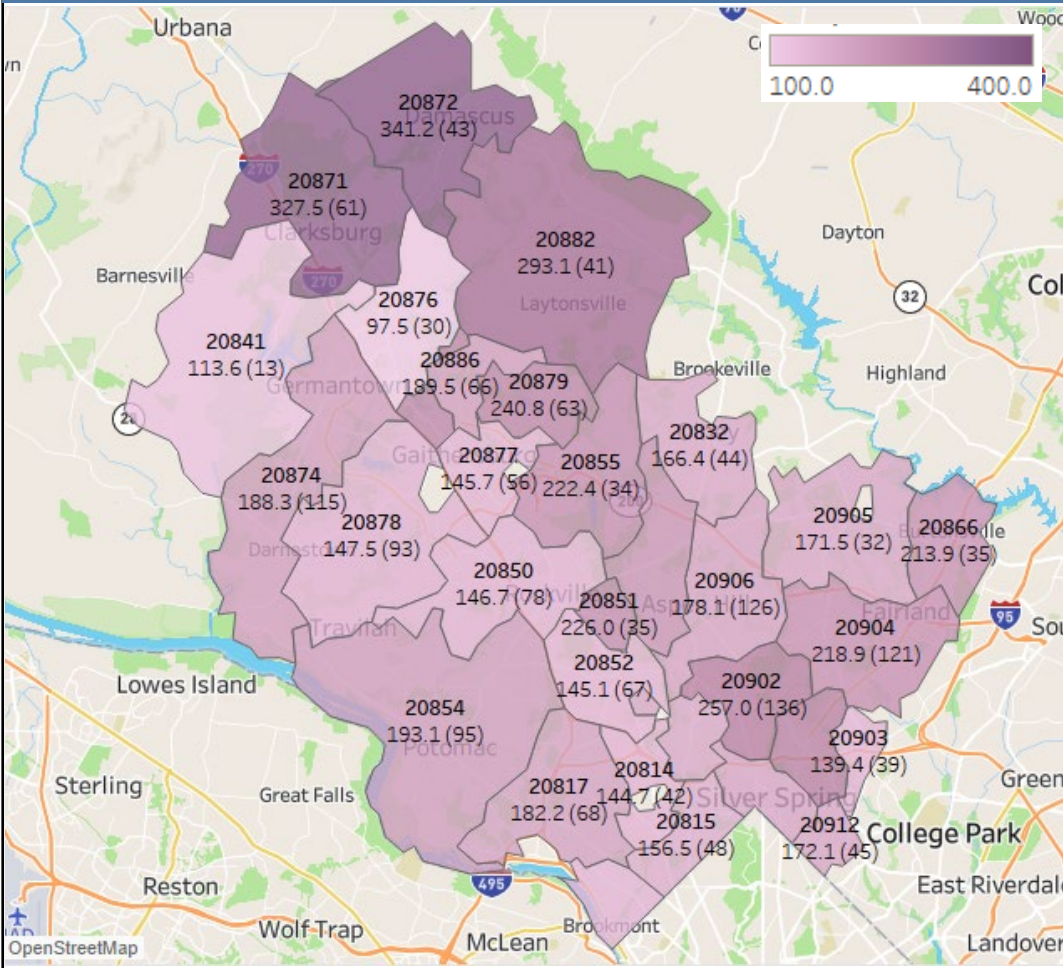 Urbana
100.0 400.0
20872
Damascus
341.2 (43)
270
20871
327.5 (61)
Clarksburg
20882
293.1 (41)
Laytonsville
Dayton
32
Barnesville
270
20876
97.5 (30)
20841
113.6 (13)
Germantown
20886
189.5 (66)
20879
240.8 (63)
Brookeville
Highland
20832
166.4 (44)
20877
145.7 (56)
20855
222.4 (34)
200
20874
188.3 (115)
20878
147.5 (93)
20905
171.5 (32)
20866
213.9 (35)
20850
146.7 (78)
20851
226.0 (35)
20906
178.1 (126)
Fairland
95
20904
218.9 (121)
Travilah
20852
145.1 (67)
Lowes Island
20902
257.0 (136)
20854
193.1 (95)
Potomac
20903
139.4 (39)
Sterling
Great Falls
20817
182.2 (68)
20814
144.7 (42)
Silver Spring
20815
156.5 (48)
20912
172.1 (45)
College Park
Reston
495
East Riverdal
Wolf Trap
McLean
Brookmont
Landover
OpenStreetMap